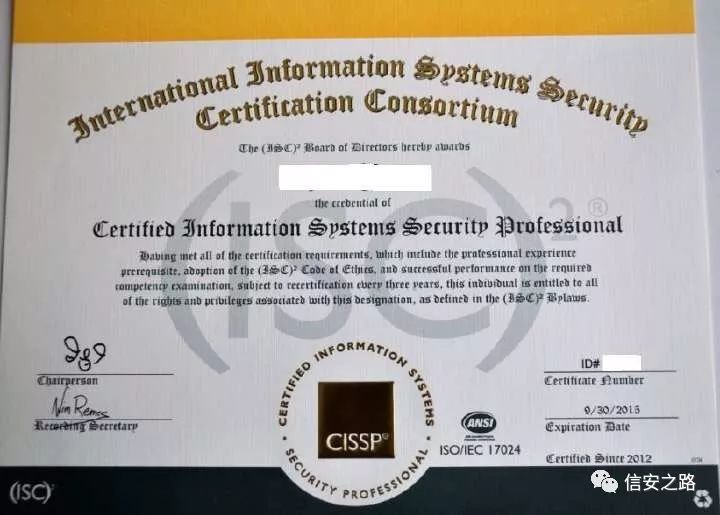 International Information Systems Security
Certification Consortium
The (ISC)² Board of Directors hereby awards
the credential of
Certified Information Systems Security Professional
Having met all of the certification requirements, which include the professional experience
prerequisite, adoption of the (ISC)² Code of Ethics, and successful performance on the required
competency examination, subject to recertification every three years, this individual is entitled to all
of the rights and privileges associated with this designation, as defined in the (ISC)² Bylaws.
(ISC)²®
Chairperson
Recording Secretary
CERTIFIED INFORMATION SYSTEMS
SECURITY PROFESSIONAL
CISSP®
ANSI
ISO/IEC 17024
ID#
Certificate Number
9/30/2015
Expiration Date
Certified Since 2012
(ISC)²
信安之路